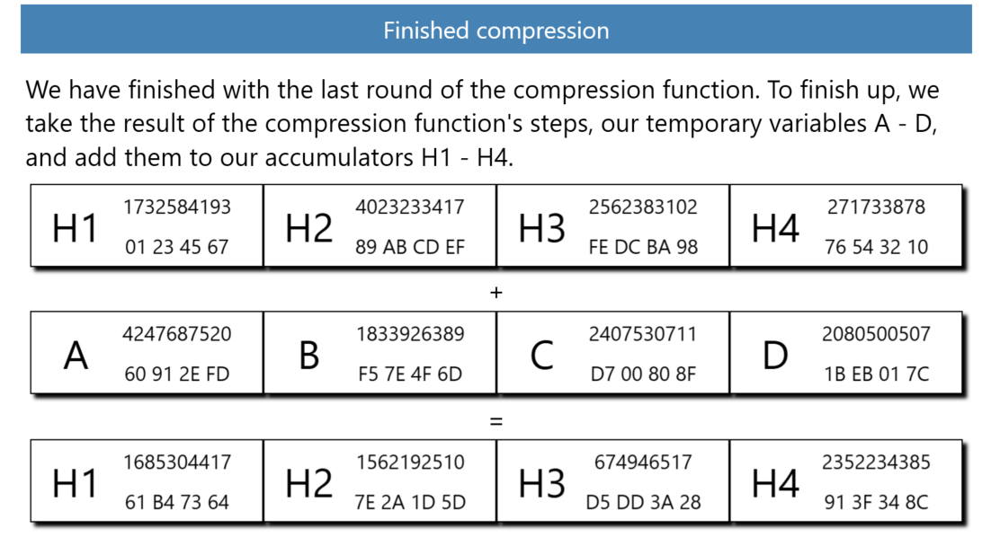 Finished compression
We have finished with the last round of the compression function. To finish up, we
take the result of the compression function's steps, our temporary variables A - D,
and add them to our accumulators H1 - H4.
H1 1732584193 01 23 45 67
H2 4023233417 89 AB CD EF
H3 2562383102 FE DC BA 98
H4 271733878 76 54 32 10
+
A 4247687520 60 91 2E FD
B 1833926389 F5 7E 4F 6D
C 2407530711 D7 00 80 8F
D 2080500507 1B EB 01 7C
=
H1 1685304417 61 B4 73 64
H2 1562192510 7E 2A 1D 5D
H3 674946517 D5 DD 3A 28
H4 2352234385 91 3F 34 8C